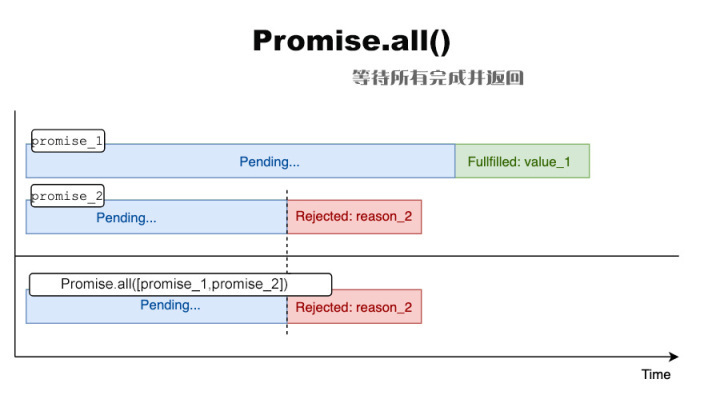 Promise.all()
等待所有完成并返回
promise_1
Pending...
Fullfilled: value_1
promise_2
Pending...
Rejected: reason_2
Promise.all([promise_1,promise_2])
Pending...
Rejected: reason_2
Time